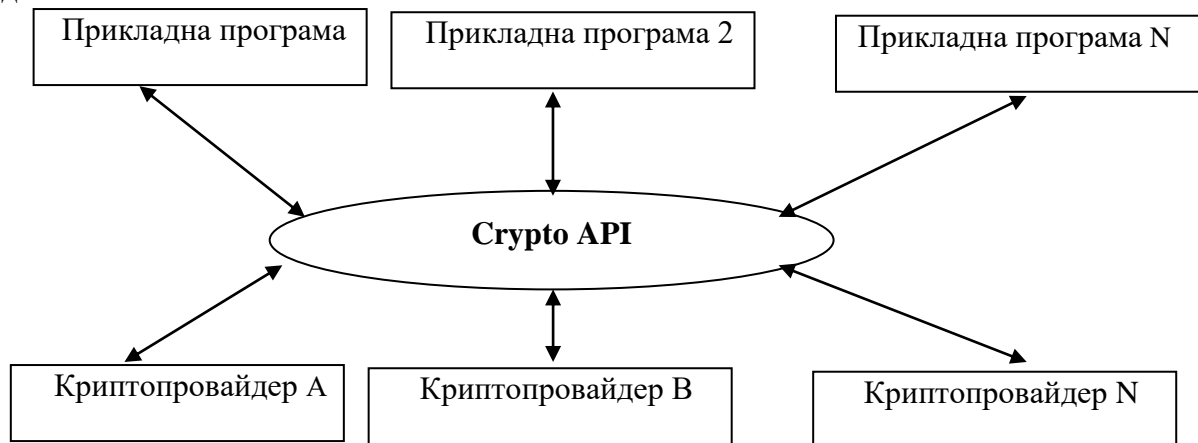 Прикладна програма
Прикладна програма 2
Прикладна програма N
Crypto API
Криптопровайдер A
Криптопровайдер B
Криптопровайдер N